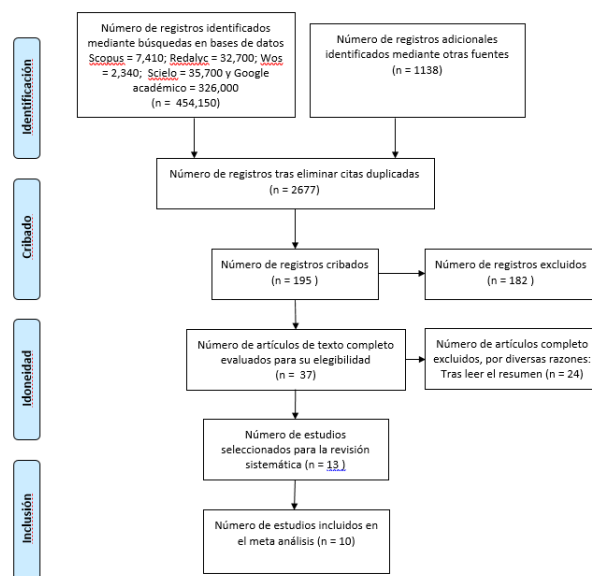 Identificación
Número de registros identificados
mediante búsquedas en bases de datos
Scopus = 7,410; Redalyc = 32,700; Wos
= 2,340; Scielo = 35,700 y Google
académico = 326,000
(n = 454,150)
Número de registros adicionales
identificados mediante otras fuentes
(n = 1138)
Número de registros tras eliminar citas duplicadas
(n = 2677)
Cribado
Número de registros cribados
(n = 195 )
Número de registros excluidos
(n = 182 )
Idoneidad
Número de artículos de texto completo
evaluados para su elegibilidad
(n = 37)
Número de artículos completo
excluidos, por diversas razones:
Tras leer el resumen (n = 24)
Número de estudios
seleccionados para la revisión
sistemática (n = 13 )
Inclusión
Número de estudios incluidos en
el meta análisis (n = 10)